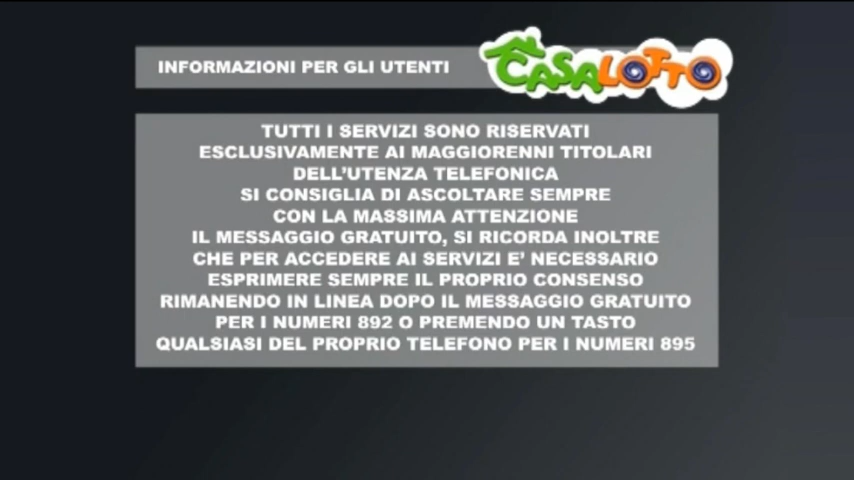 INFORMAZIONI PER GLI UTENTI
CASALOTTO
TUTTI I SERVIZI SONO RISERVATI
ESCLUSIVAMENTE AI MAGGIORENNI TITOLARI
DELL'UTENZA TELEFONICA
SI CONSIGLIA DI ASCOLTARE SEMPRE
CON LA MASSIMA ATTENZIONE
IL MESSAGGIO GRATUITO, SI RICORDA INOLTRE
CHE PER ACCEDERE AI SERVIZI E' NECESSARIO
ESPRIMERE SEMPRE IL PROPRIO CONSENSO
RIMANENDO IN LINEA DOPO IL MESSAGGIO GRATUITO
PER I NUMERI 892 O PREMENDO UN TASTO
QUALSIASI DEL PROPRIO TELEFONO PER I NUMERI 895